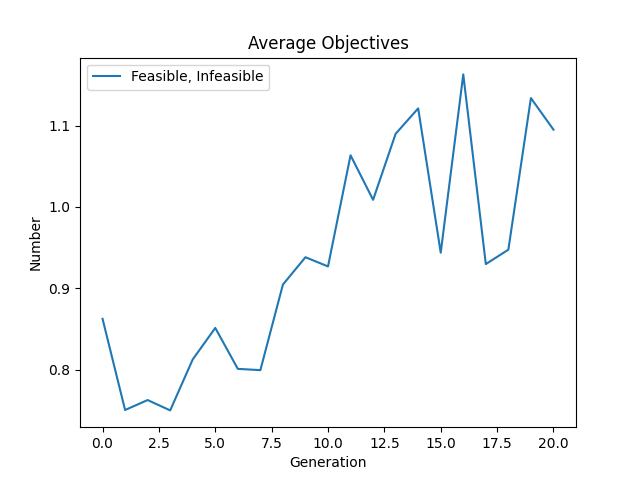 Average Objectives
Feasible, Infeasible
Number
1.1
1.0
0.9
0.8
0.0 2.5 5.0 7.5 10.0 12.5 15.0 17.5 20.0
Generation